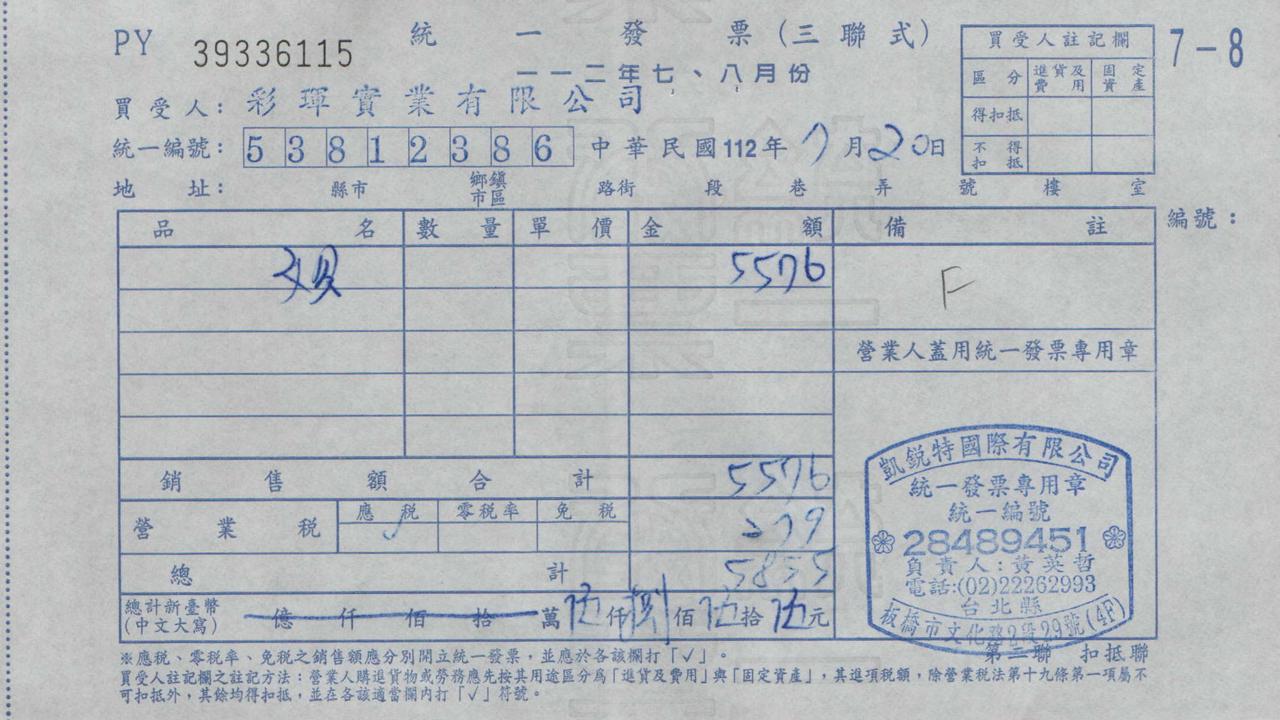 PY 39336115
統一發票(三聯式)
一一二年七、八月份
7-8
買受人註記欄
區分 進貨及費用 固定資產
得扣抵
不得扣抵
買受人: 彩琿實業有限公司
統一編號: 53812386 中華民國112年7月20日
地址: 縣市 鄉鎮市區 路街 段 巷 弄 號 樓 室
編號:
品名 數量 單價 金額 備註
5576
F
營業人蓋用統一發票專用章
銷售額合計 5576
營業稅 應稅 ✓ 零稅率 免稅 279
總計 5855
總計新臺幣(中文大寫) 億仟佰拾萬伍仟捌佰伍拾伍元
凱銳特國際有限公司
統一發票專用章
統一編號
28489451
負責人:黃英哲
電話:(02)22262993
台北縣
板橋市文化路2段29號(4F)
第二聯 扣抵聯
※應稅、零稅率、免稅之銷售額應分別開立統一發票,並應於各該欄打「✓」。
買受人註記欄之註記方法:營業人購進貨物或勞務應先按其用途區分為「進貨及費用」與「固定資產」,其進項稅額,除營業稅法第十九條第一項屬不
可扣抵外,其餘均得扣抵,並在各該適當欄內打「✓」符號。